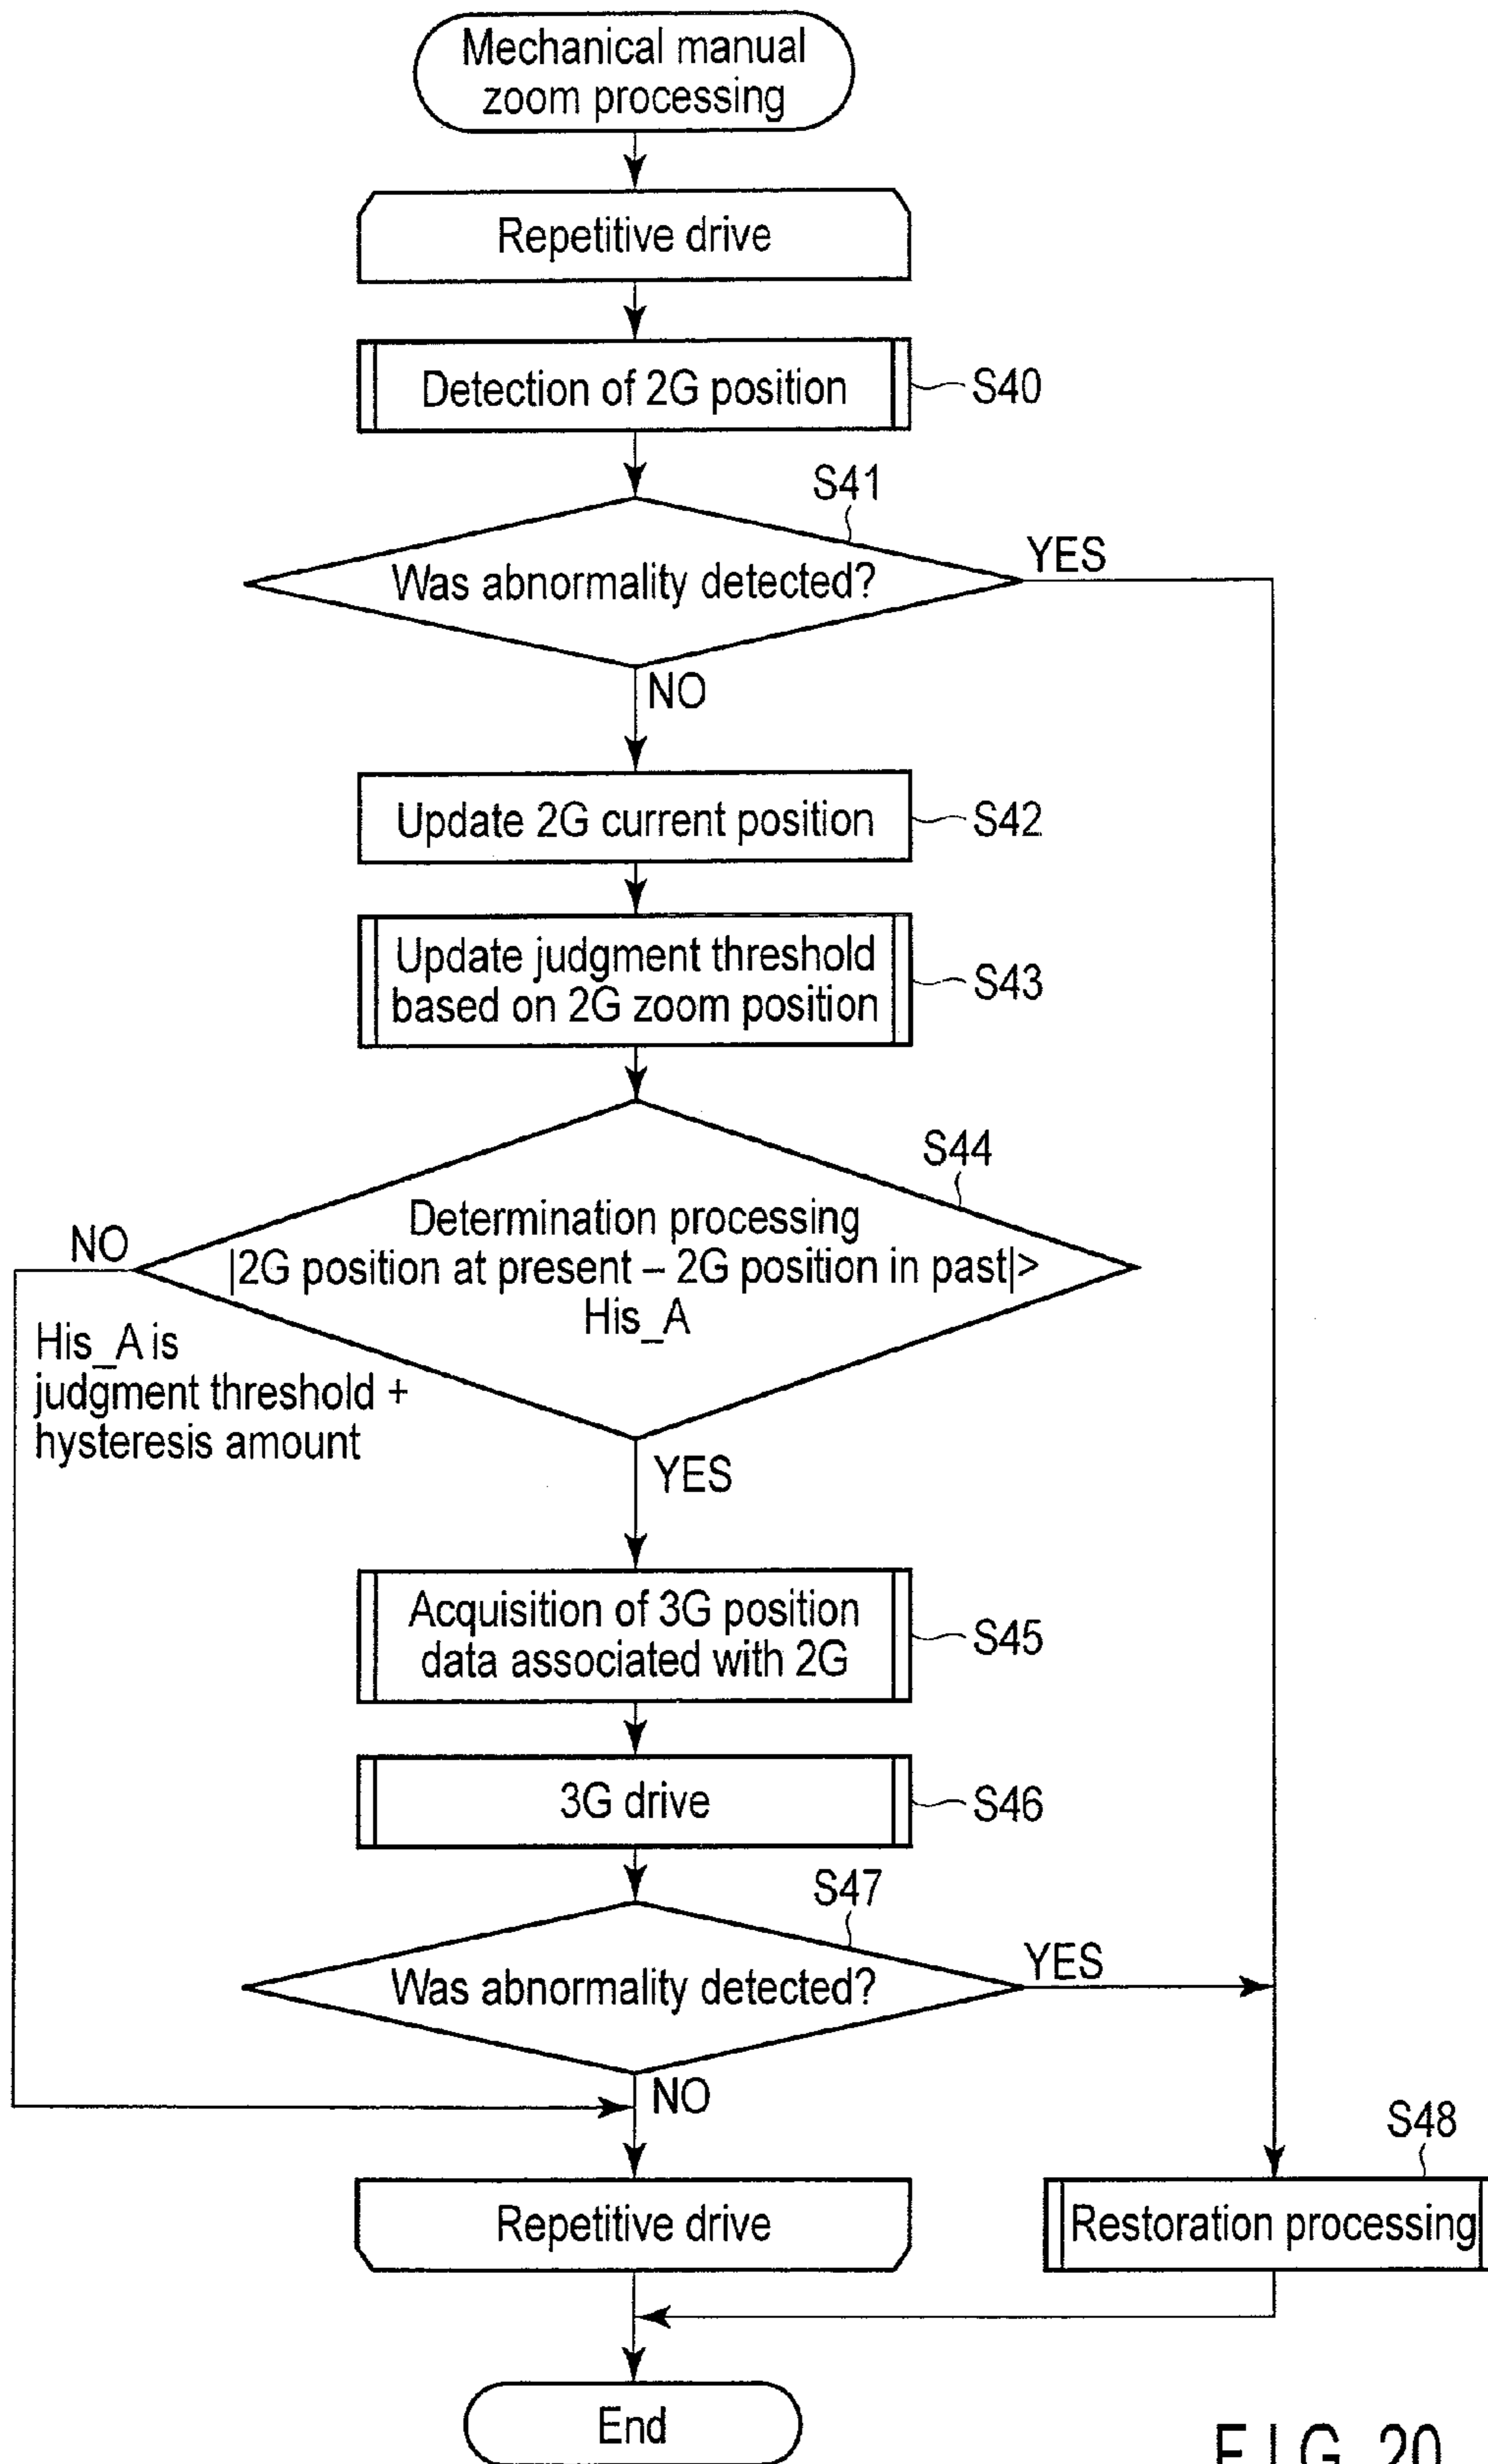 Mechanical manual
zoom processing
Repetitive drive
Detection of 2G position
S40
S41
Was abnormality detected?
YES
NO
Update 2G current position
S42
Update judgment threshold
based on 2G zoom position
S43
S44
Determination processing
|2G position at present – 2G position in past|>
His_A
NO
His_A is
judgment threshold +
hysteresis amount
YES
Acquisition of 3G position
data associated with 2G
S45
3G drive
S46
S47
Was abnormality detected?
YES
NO
S48
Repetitive drive
Restoration processing
End
FIG. 20